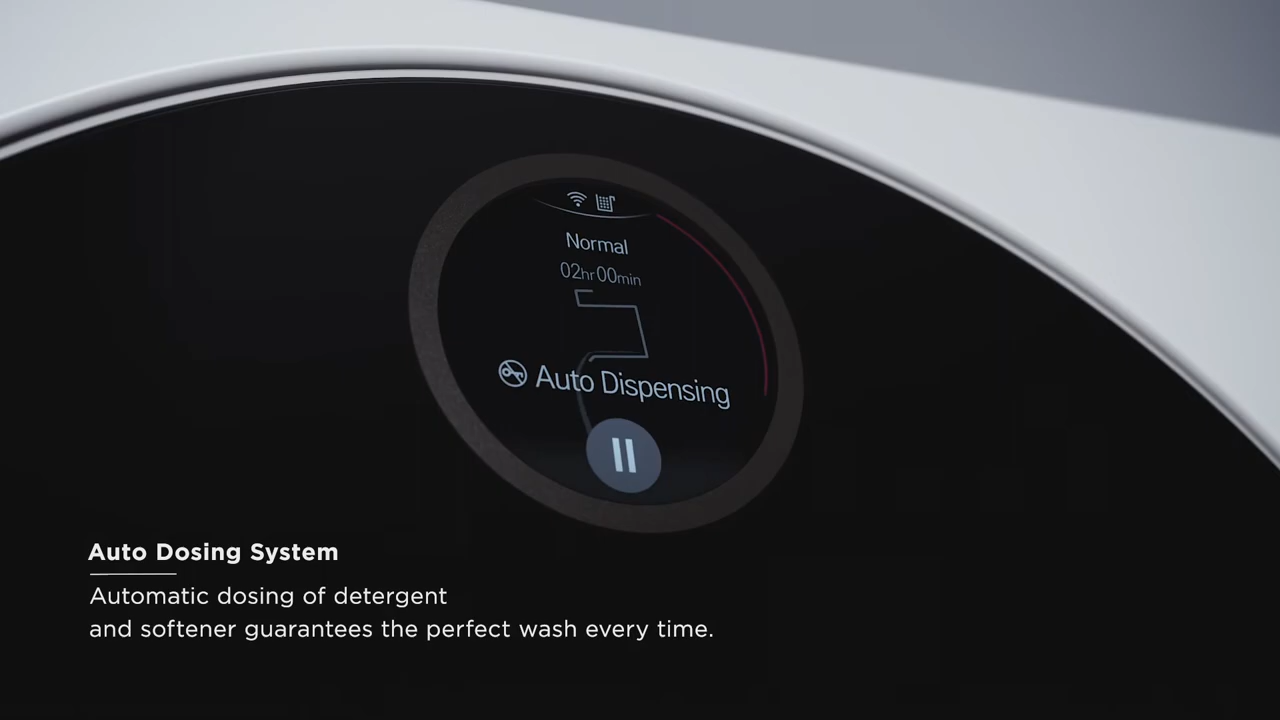 Normal
02hr00min
Auto Dispensing
Auto Dosing System
Automatic dosing of detergent
and softener guarantees the perfect wash every time.